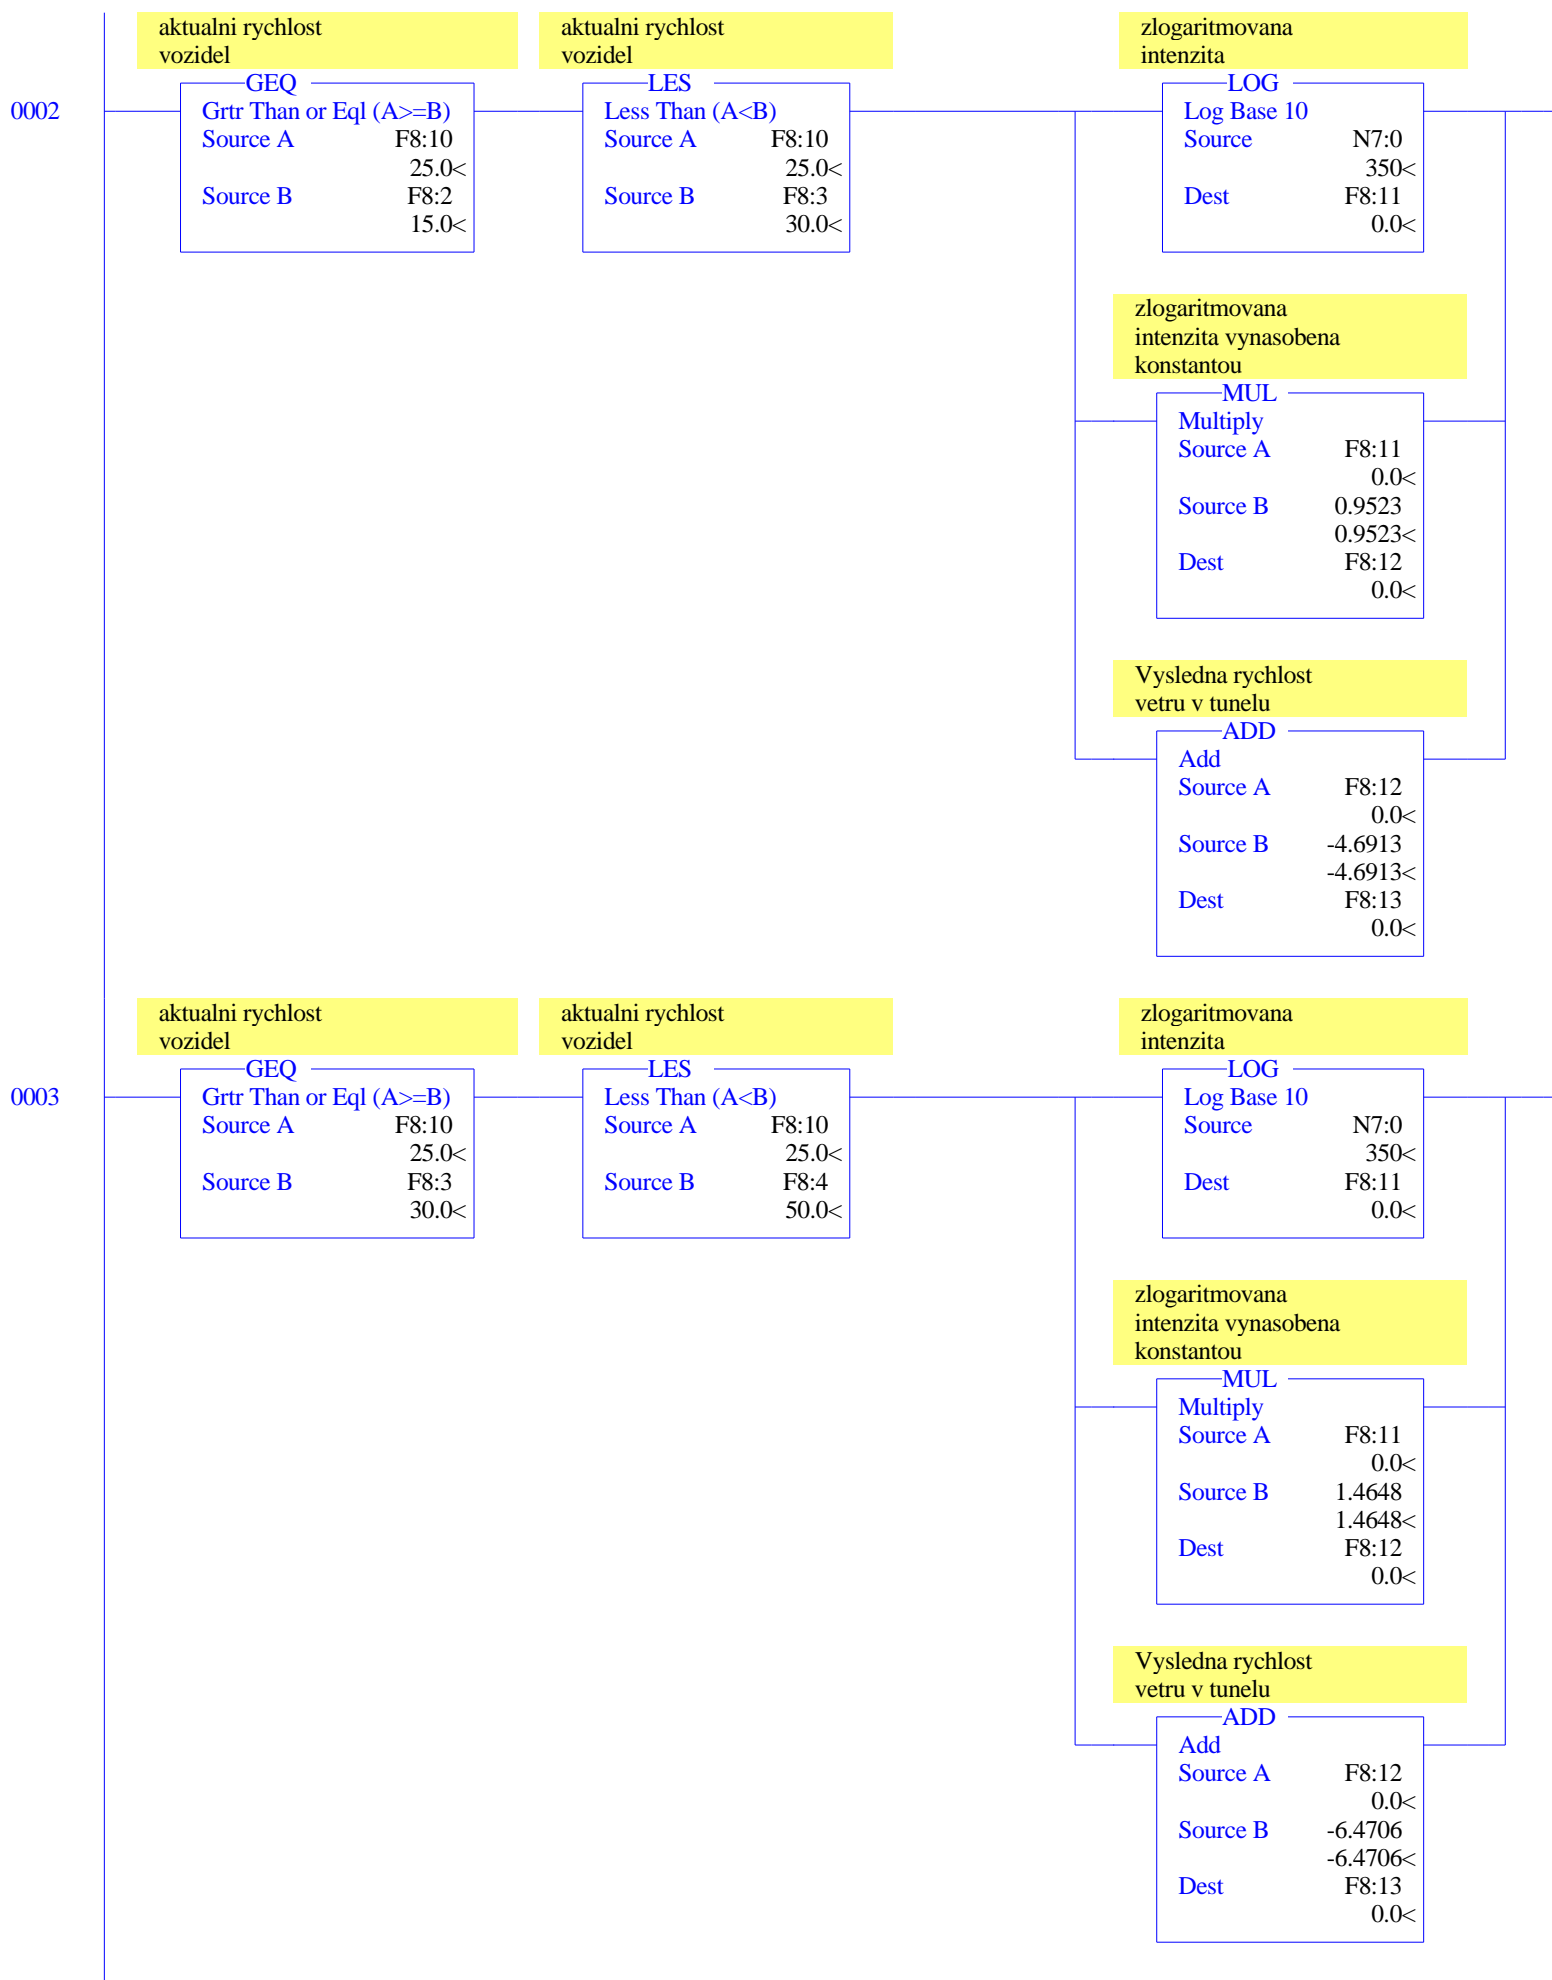 aktualni rychlost
vozidel
aktualni rychlost
vozidel
zlogaritmovana
intenzita
0002
GEQ
Grtr Than or Eql (A>=B)
Source A F8:10
25.0<
Source B F8:2
15.0<
LES
Less Than (A<B)
Source A F8:10
25.0<
Source B F8:3
30.0<
LOG
Log Base 10
Source N7:0
350<
Dest F8:11
0.0<
zlogaritmovana
intenzita vynasobena
konstantou
MUL
Multiply
Source A F8:11
0.0<
Source B 0.9523
0.9523<
Dest F8:12
0.0<
Vysledna rychlost
vetru v tunelu
ADD
Add
Source A F8:12
0.0<
Source B -4.6913
-4.6913<
Dest F8:13
0.0<
aktualni rychlost
vozidel
aktualni rychlost
vozidel
zlogaritmovana
intenzita
0003
GEQ
Grtr Than or Eql (A>=B)
Source A F8:10
25.0<
Source B F8:3
30.0<
LES
Less Than (A<B)
Source A F8:10
25.0<
Source B F8:4
50.0<
LOG
Log Base 10
Source N7:0
350<
Dest F8:11
0.0<
zlogaritmovana
intenzita vynasobena
konstantou
MUL
Multiply
Source A F8:11
0.0<
Source B 1.4648
1.4648<
Dest F8:12
0.0<
Vysledna rychlost
vetru v tunelu
ADD
Add
Source A F8:12
0.0<
Source B -6.4706
-6.4706<
Dest F8:13
0.0<